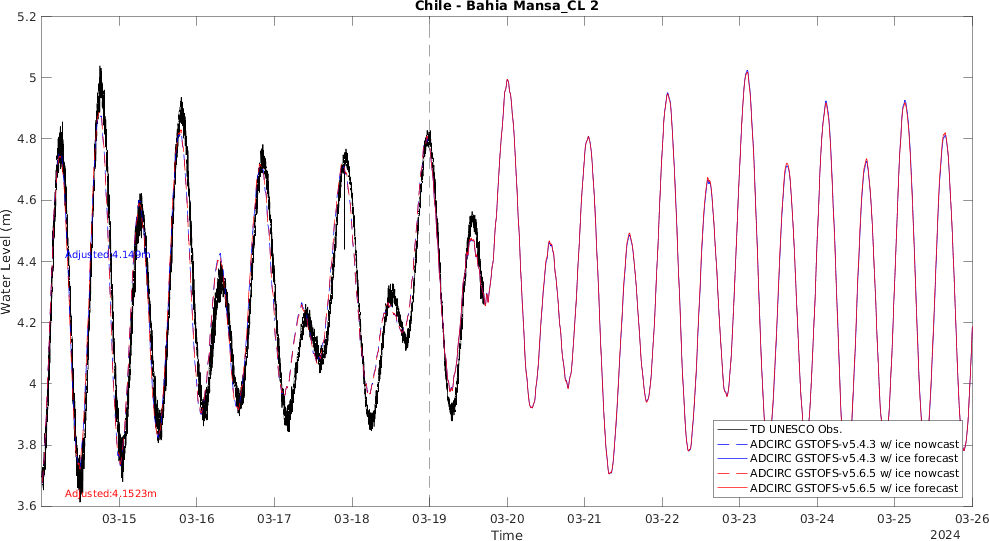 Chile - Bahia Mansa_CL 2
5.2
5
4.8
4.6
4.4
4.2
4
3.8
3.6
Water Level (m)
Adjusted:4.149m
Adjusted:4.1523m
TD UNESCO Obs.
ADCIRC GSTOFS-v5.4.3 w/ ice nowcast
ADCIRC GSTOFS-v5.4.3 w/ ice forecast
ADCIRC GSTOFS-v5.6.5 w/ ice nowcast
ADCIRC GSTOFS-v5.6.5 w/ ice forecast
03-15 03-16 03-17 03-18 03-19 03-20 03-21 03-22 03-23 03-24 03-25 03-26
Time
2024